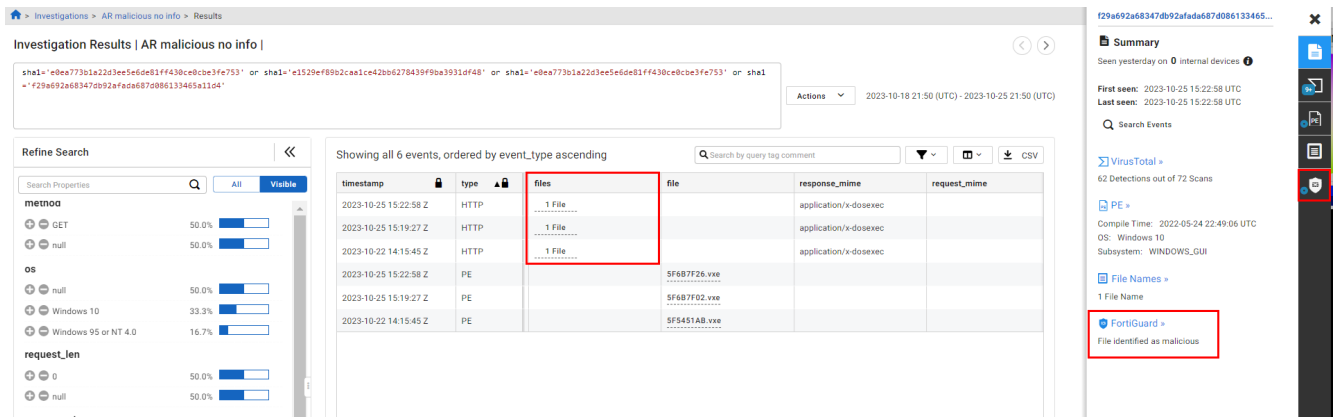 > Investigations > AR malicious no info > Results
Investigation Results | AR malicious no info |
sha1='e0ea773b1a22d3ee5e6de81ff430ce0cbe3fe753' or sha1='e1529ef89b2caa1ce42bb6278439f9ba3931df48' or sha1='e0ea773b1a22d3ee5e6de81ff430ce0cbe3fe753' or sha1
='f29a692a68347db92afada687d086133465a11d4'
Actions 2023-10-18 21:50 (UTC) - 2023-10-25 21:50 (UTC)
Refine Search
Search Properties All Visible
method
GET 50.0%
null 50.0%
os
null 50.0%
Windows 10 33.3%
Windows 95 or NT 4.0 16.7%
request_len
0 50.0%
null 50.0%
Showing all 6 events, ordered by event_type ascending Search by query tag comment CSV
timestamp type files file response_mime request_mime
2023-10-25 15:22:58 Z HTTP 1 File application/x-dosexec
2023-10-25 15:19:27 Z HTTP 1 File application/x-dosexec
2023-10-22 14:15:45 Z HTTP 1 File application/x-dosexec
2023-10-25 15:22:58 Z PE 5F6B7F26.vxe
2023-10-25 15:19:27 Z PE 5F6B7F02.vxe
2023-10-22 14:15:45 Z PE 5F5451AB.vxe
f29a692a68347db92afada687d086133465...
Summary
Seen yesterday on 0 internal devices
First seen: 2023-10-25 15:22:58 UTC
Last seen: 2023-10-25 15:22:58 UTC
Search Events
VirusTotal »
62 Detections out of 72 Scans
PE PE »
Compile Time: 2022-05-24 22:49:06 UTC
OS: Windows 10
Subsystem: WINDOWS_GUI
File Names »
1 File Name
FortiGuard »
File identified as malicious
9+
PE